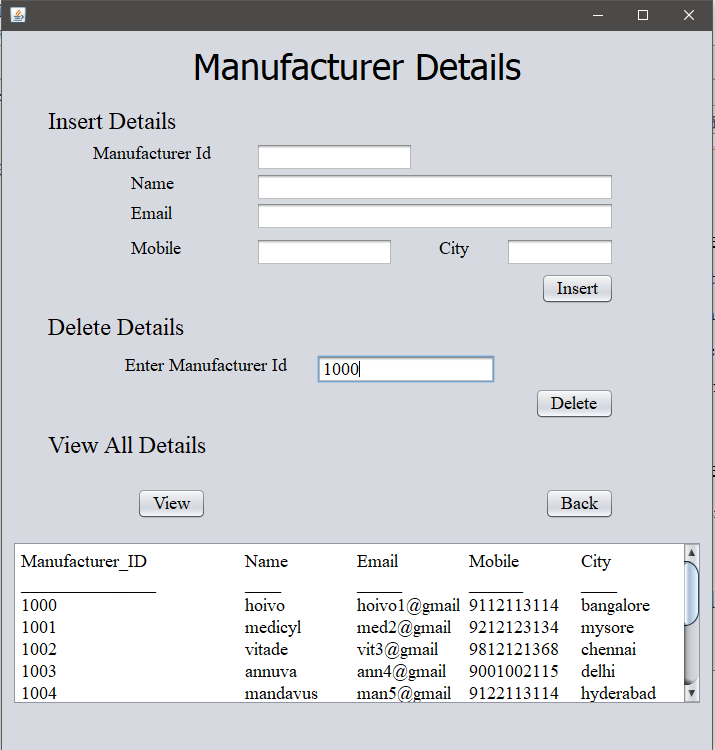 Manufacturer Details
Insert Details
Manufacturer Id
Name
Email
Mobile City
Insert
Delete Details
Enter Manufacturer Id 1000
Delete
View All Details
View Back
Manufacturer_ID Name Email Mobile City
1000 hoivo hoivo1@gmail 9112113114 bangalore
1001 medicyl med2@gmail 9212123134 mysore
1002 vitade vit3@gmail 9812121368 chennai
1003 annuva ann4@gmail 9001002115 delhi
1004 mandavus man5@gmail 9122113114 hyderabad